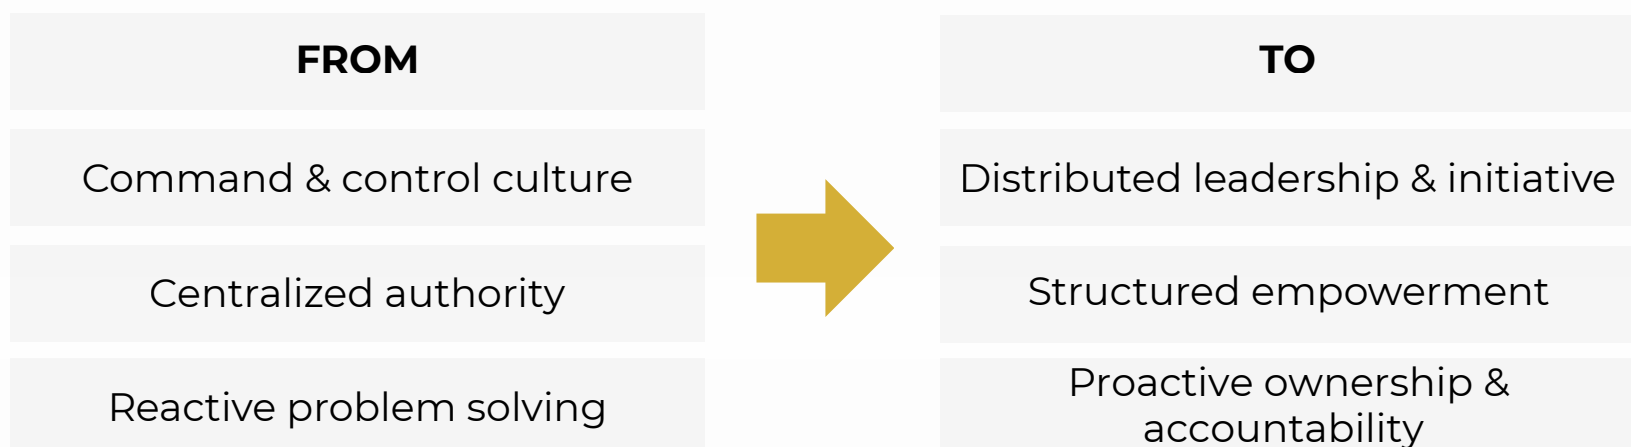 FROM
TO
Command & control culture
Distributed leadership & initiative
Centralized authority
Structured empowerment
Reactive problem solving
Proactive ownership &
accountability